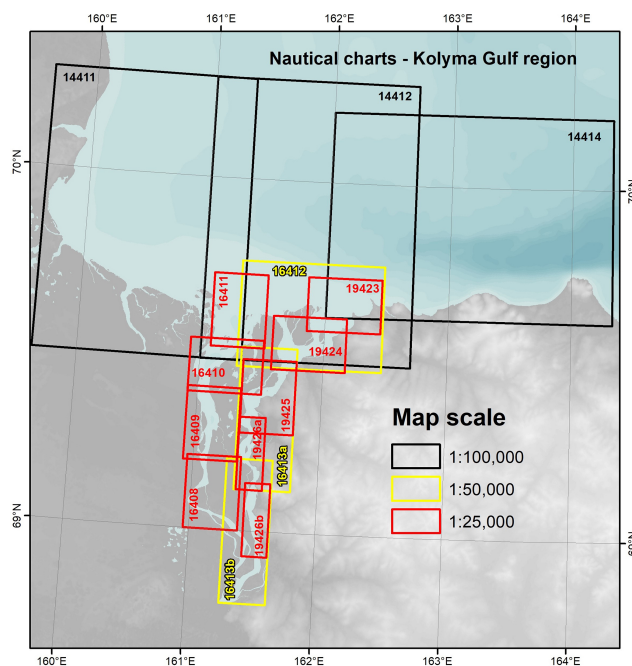 160°E
161°E
162°E
163°E
164°E
Nautical charts - Kolyma Gulf region
14411
14412
14414
70°N
70°N
16412
16411
19423
19424
16410
19425
16409
19426a
16413a
16408
19426b
16413b
Map scale
1:100,000
1:50,000
1:25,000
69°N
69°N
160°E
161°E
162°E
163°E
164°E